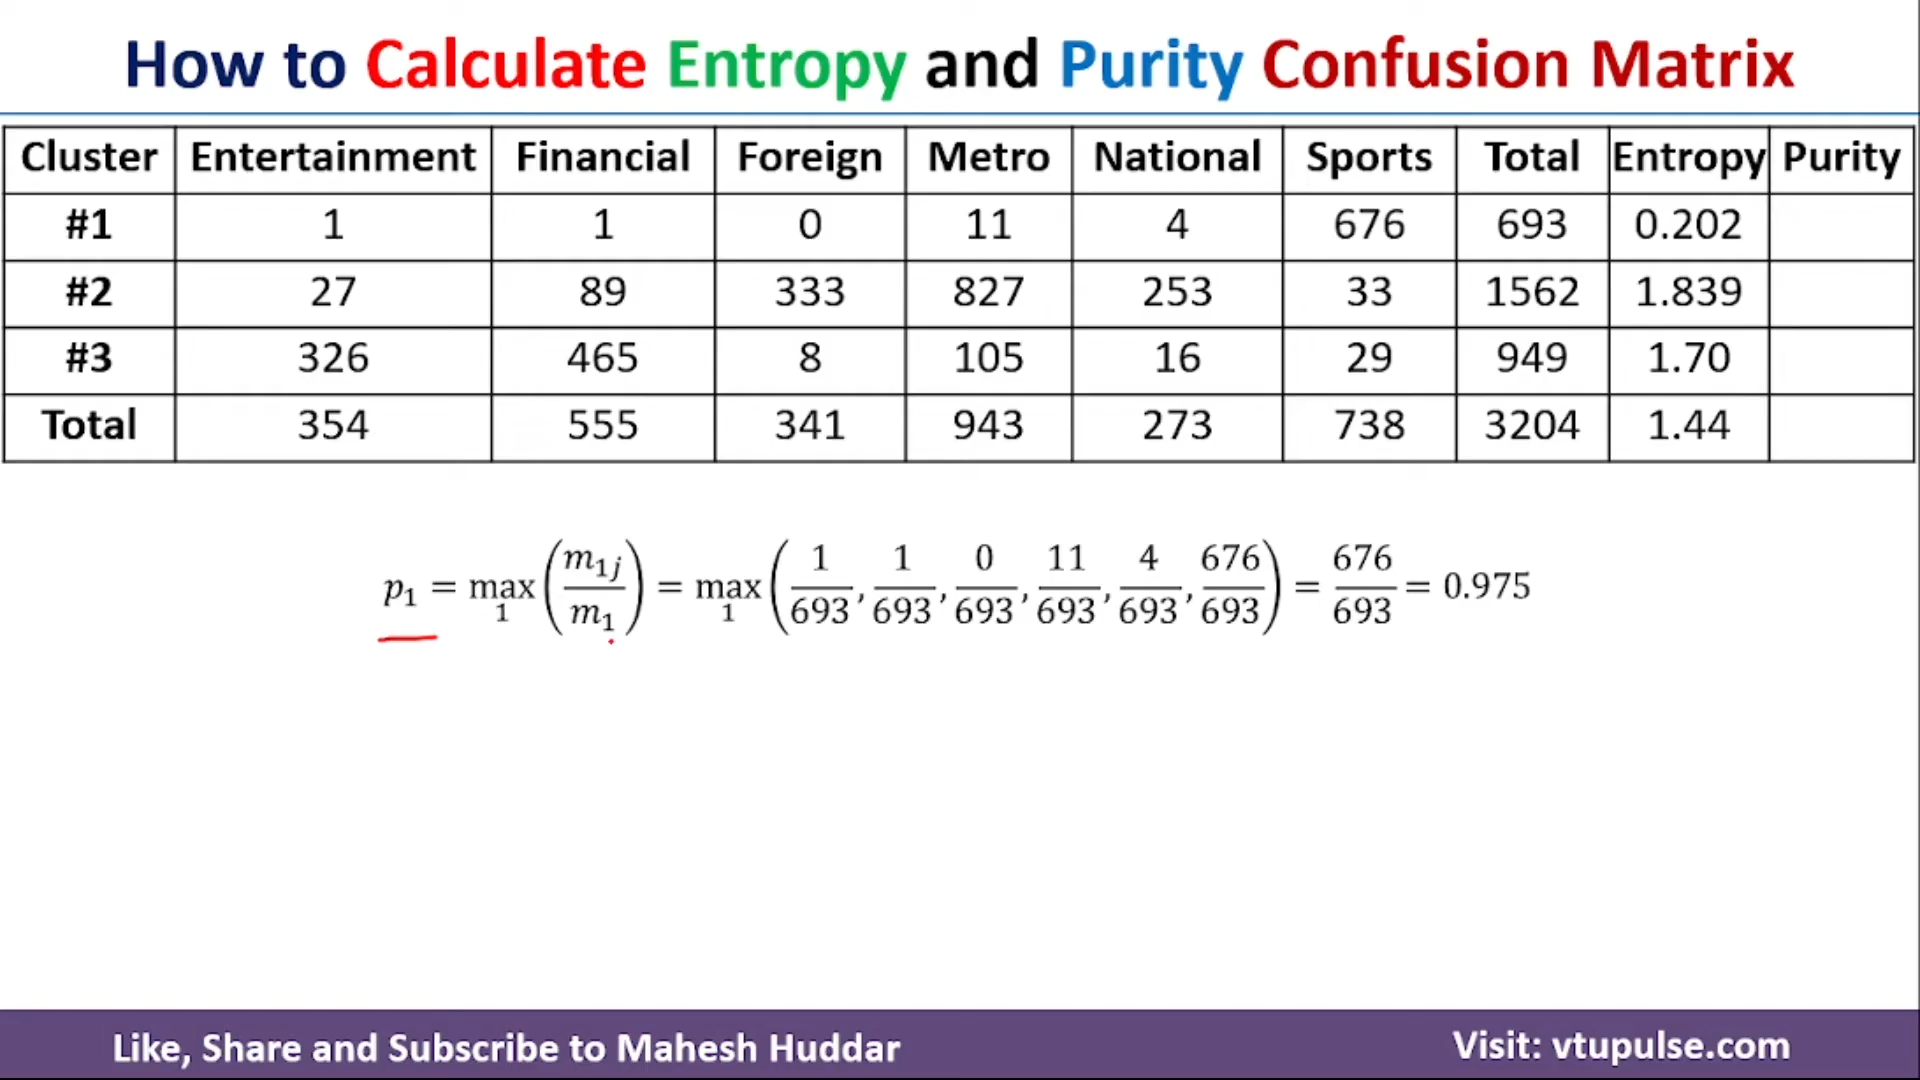 How to Calculate Entropy and Purity Confusion Matrix
Cluster Entertainment Financial Foreign Metro National Sports Total Entropy Purity
#1 1 1 0 11 4 676 693 0.202
#2 27 89 333 827 253 33 1562 1.839
#3 326 465 8 105 16 29 949 1.70
Total 354 555 341 943 273 738 3204 1.44
p₁ = max₁ (m₁ⱼ/m₁) = max₁ (1/693, 1/693, 0/693, 11/693, 4/693, 676/693) = 676/693 = 0.975
Like, Share and Subscribe to Mahesh Huddar
Visit: vtupulse.com